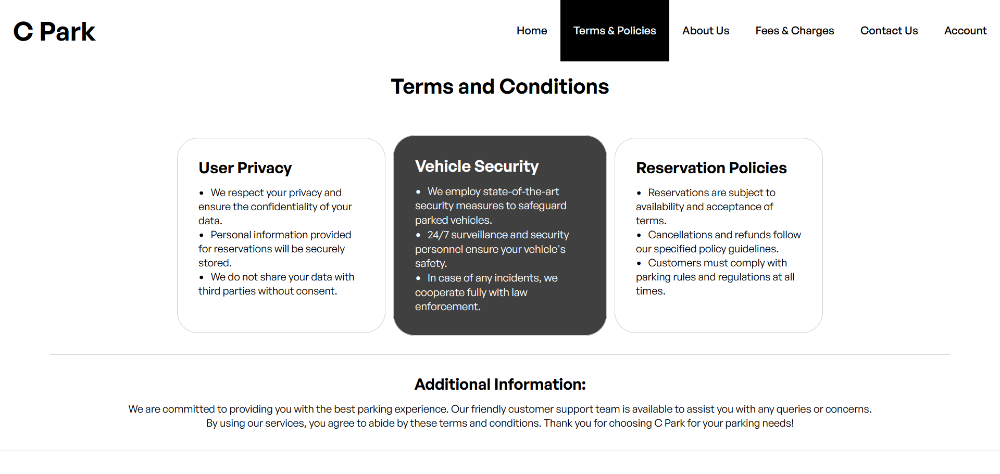 C Park
Home
Terms & Policies
About Us
Fees & Charges
Contact Us
Account
Terms and Conditions
User Privacy
• We respect your privacy and
ensure the confidentiality of your
data.
• Personal information provided
for reservations will be securely
stored.
• We do not share your data with
third parties without consent.
Vehicle Security
• We employ state-of-the-art
security measures to safeguard
parked vehicles.
• 24/7 surveillance and security
personnel ensure your vehicle's
safety.
• In case of any incidents, we
cooperate fully with law
enforcement.
Reservation Policies
• Reservations are subject to
availability and acceptance of
terms.
• Cancellations and refunds follow
our specified policy guidelines.
• Customers must comply with
parking rules and regulations at all
times.
Additional Information:
We are committed to providing you with the best parking experience. Our friendly customer support team is available to assist you with any queries or concerns.
By using our services, you agree to abide by these terms and conditions. Thank you for choosing C Park for your parking needs!